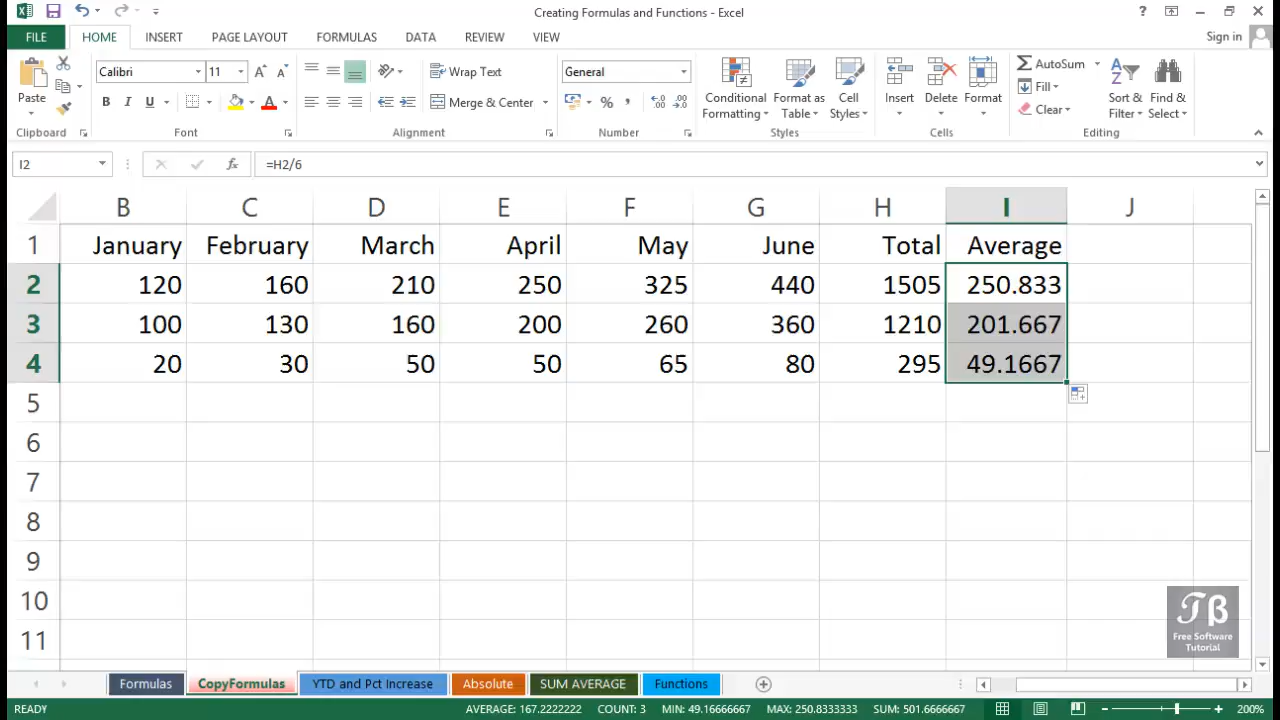 Creating Formulas and Functions - Excel
?
FILE HOME INSERT PAGE LAYOUT FORMULAS DATA REVIEW VIEW Sign in
Paste Calibri 11 Wrap Text General Conditional Formatting Format as Table Cell Styles Insert Delete Format AutoSum Sort & Filter Find & Select
B I U A Merge & Center % , Fill Clear
Clipboard Font Alignment Number Styles Cells Editing
I2 fx =H2/6
B C D E F G H I J
1 January February March April May June Total Average
2 120 160 210 250 325 440 1505 250.833
3 100 130 160 200 260 360 1210 201.667
4 20 30 50 50 65 80 295 49.1667
5
6
7
8
9
10
11
Tβ
Free Software
Tutorial
Formulas CopyFormulas YTD and Pct Increase Absolute SUM AVERAGE Functions
READY AVERAGE: 167.2222222 COUNT: 3 MIN: 49.16666667 MAX: 250.8333333 SUM: 501.6666667 200%